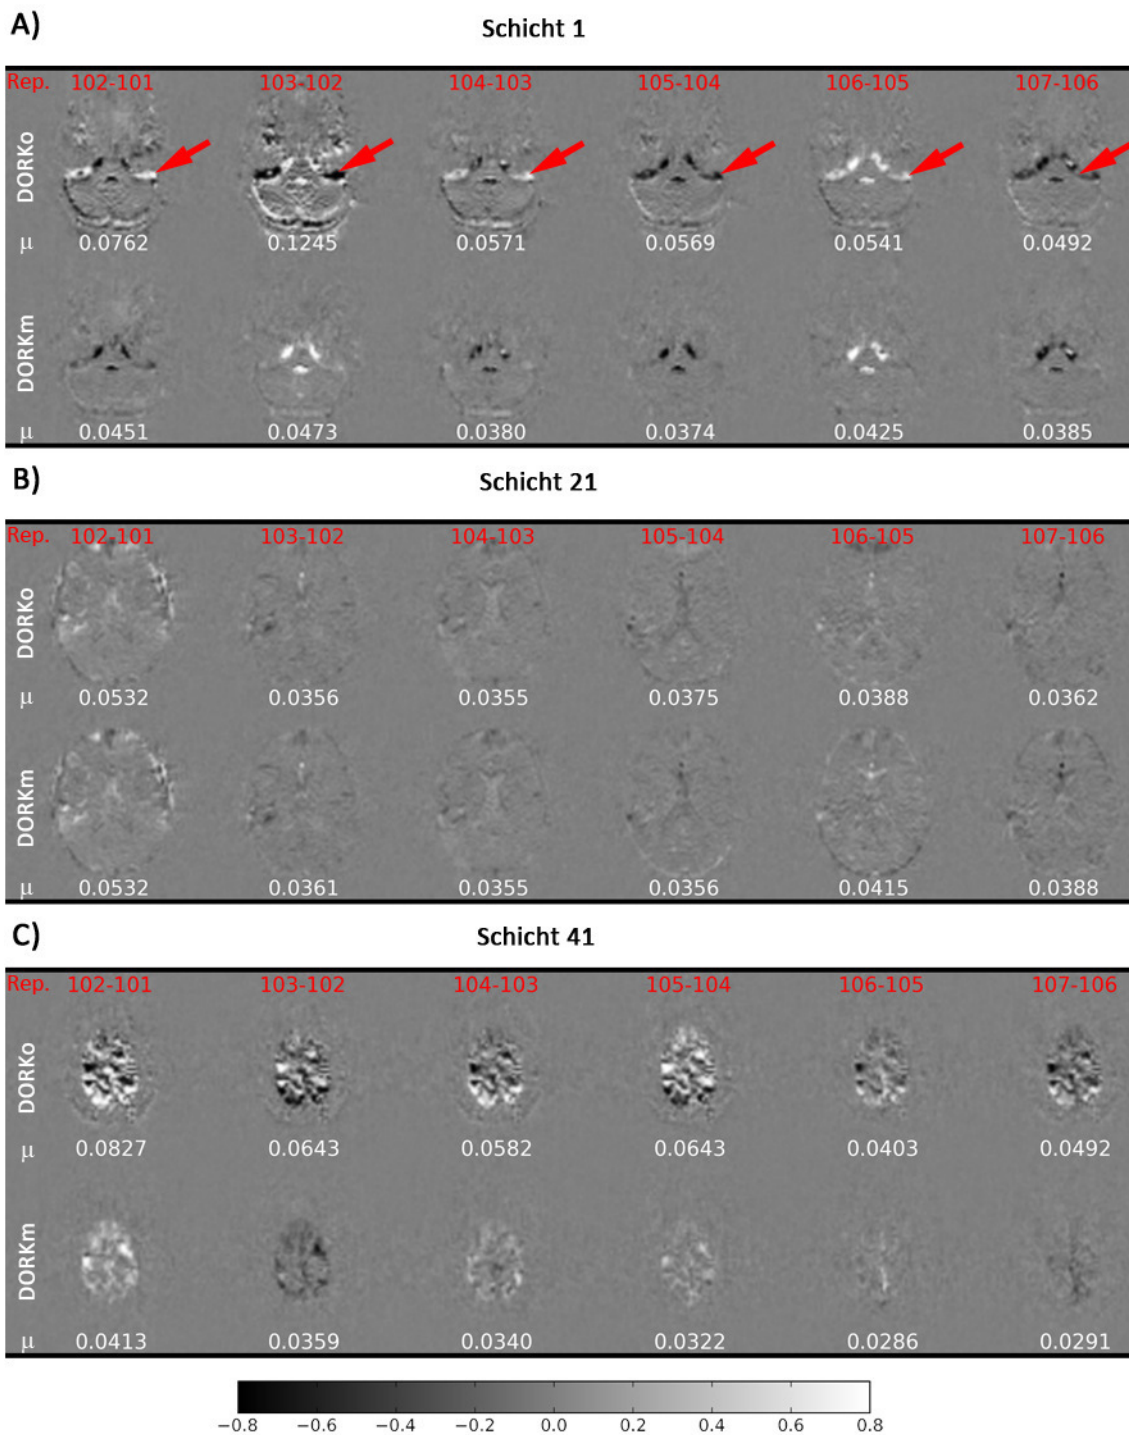 A)
Schicht 1
Rep. 102-101 103-102 104-103 105-104 106-105 107-106
DORKo
μ 0.0762 0.1245 0.0571 0.0569 0.0541 0.0492
DORKm
μ 0.0451 0.0473 0.0380 0.0374 0.0425 0.0385
B)
Schicht 21
Rep. 102-101 103-102 104-103 105-104 106-105 107-106
DORKo
μ 0.0532 0.0356 0.0355 0.0375 0.0388 0.0362
DORKm
μ 0.0532 0.0361 0.0355 0.0356 0.0415 0.0388
C)
Schicht 41
Rep. 102-101 103-102 104-103 105-104 106-105 107-106
DORKo
μ 0.0827 0.0643 0.0582 0.0643 0.0403 0.0492
DORKm
μ 0.0413 0.0359 0.0340 0.0322 0.0286 0.0291
−0.8 −0.6 −0.4 −0.2 0.0 0.2 0.4 0.6 0.8